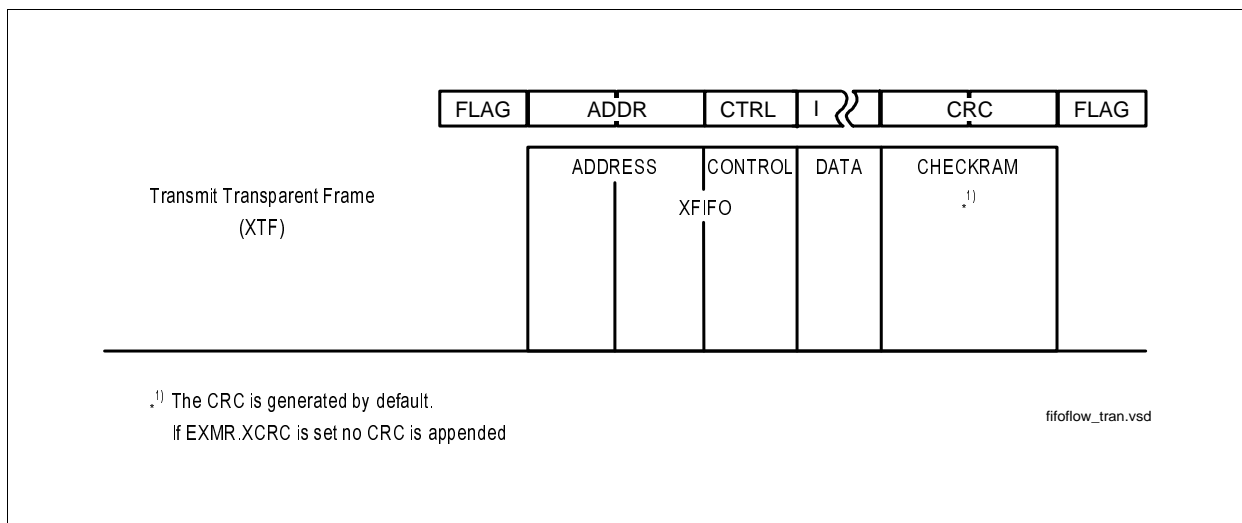 FLAG ADDR CTRL I CRC FLAG
ADDRESS CONTROL DATA CHECKRAM
Transmit Transparent Frame
XFIFO
*1)
(XTF)
*1) The CRC is generated by default.
If EXMR.XCRC is set no CRC is appended
fifoflow_tran.vsd